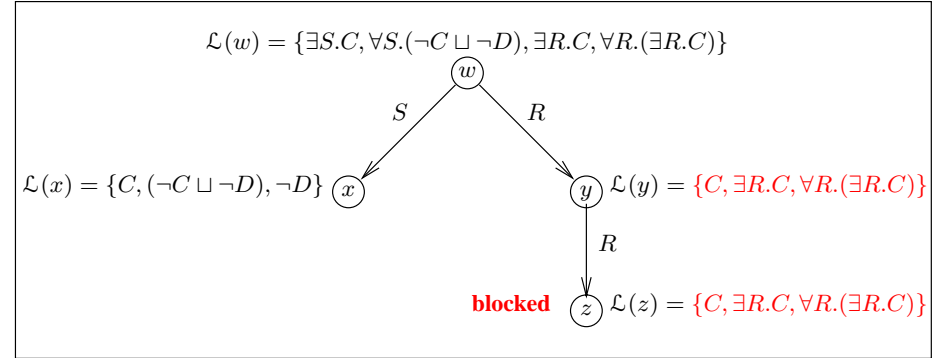 ℒ(w) = {∃S.C, ∀S.(¬C ⊔ ¬D), ∃R.C, ∀R.(∃R.C)}
w
S R
ℒ(x) = {C, (¬C ⊔ ¬D), ¬D} x y ℒ(y) = {C, ∃R.C, ∀R.(∃R.C)}
R
blocked z ℒ(z) = {C, ∃R.C, ∀R.(∃R.C)}